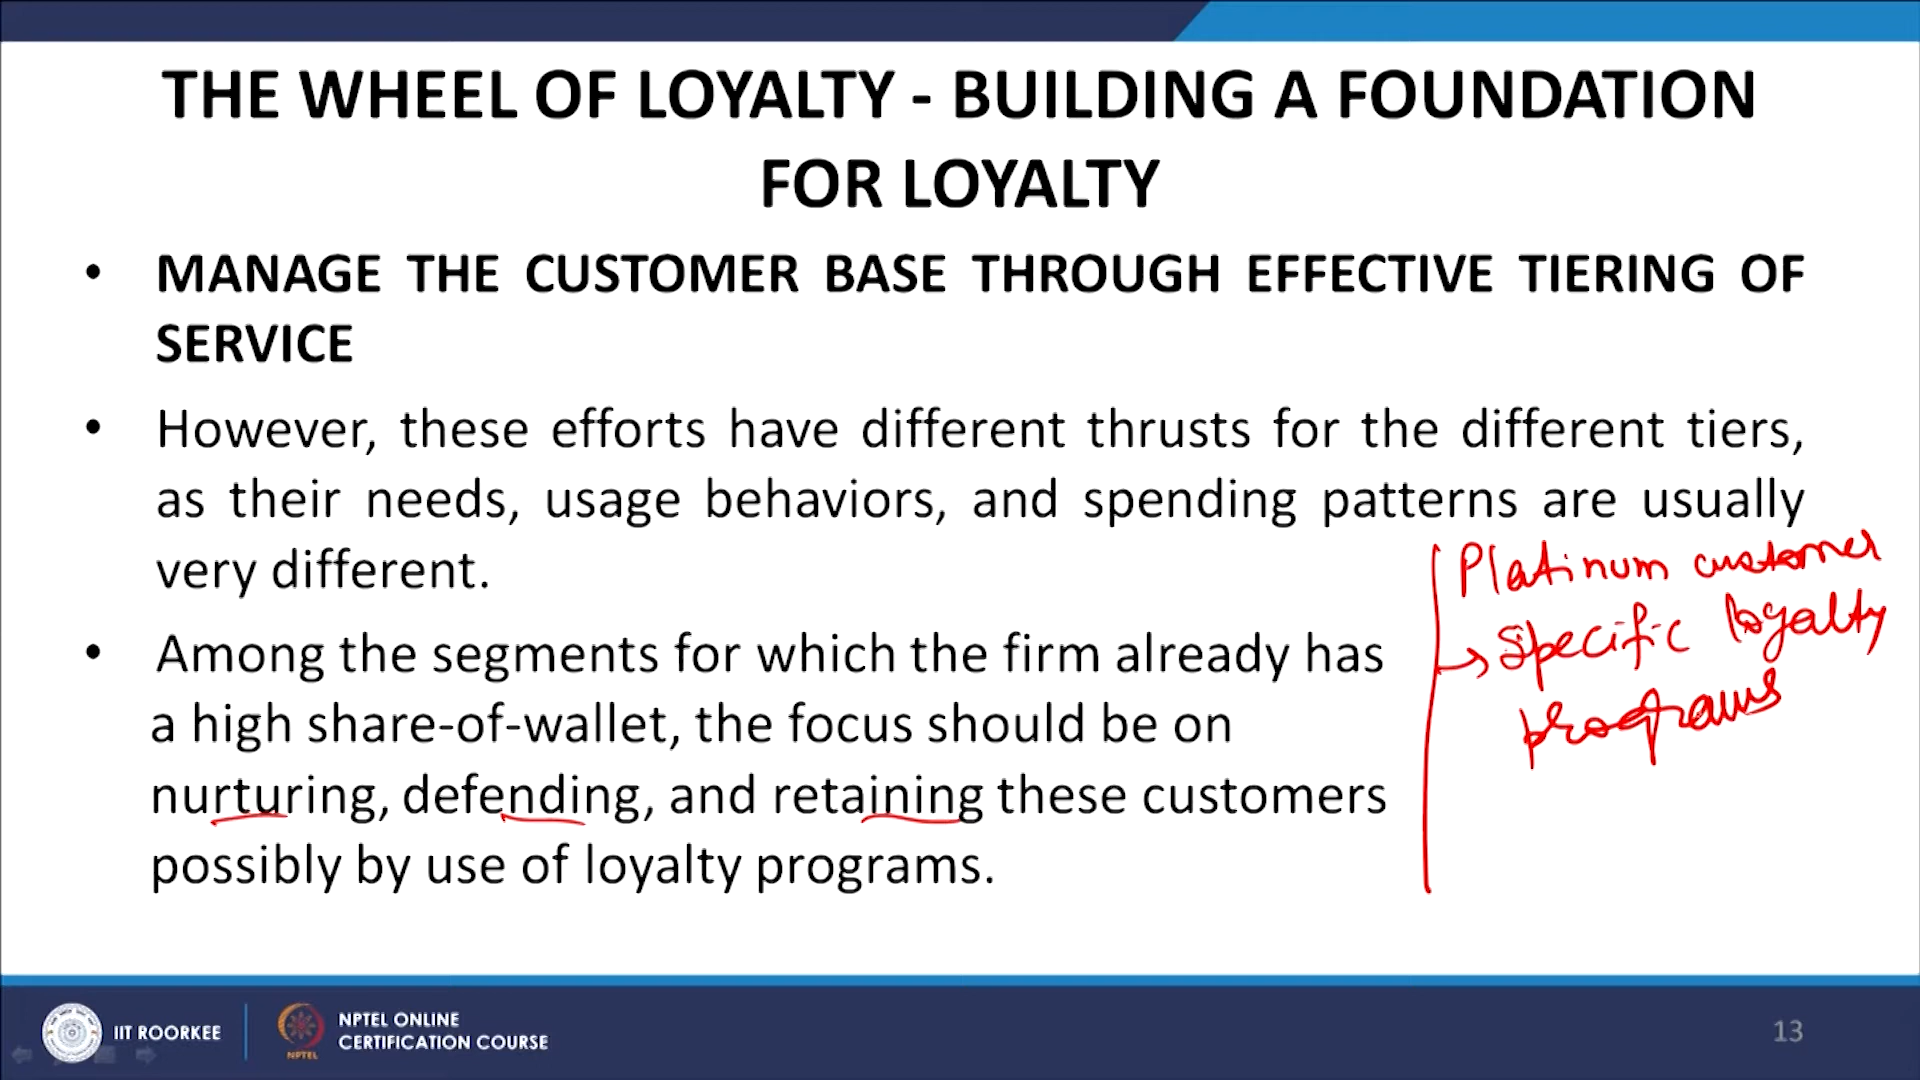 THE WHEEL OF LOYALTY - BUILDING A FOUNDATION
FOR LOYALTY
• MANAGE THE CUSTOMER BASE THROUGH EFFECTIVE TIERING OF
SERVICE
• However, these efforts have different thrusts for the different tiers,
as their needs, usage behaviors, and spending patterns are usually
very different.
• Among the segments for which the firm already has
a high share-of-wallet, the focus should be on
nurturing, defending, and retaining these customers
possibly by use of loyalty programs.
Platinum customer
→ Specific loyalty
programs
IIT ROORKEE
NPTEL
NPTEL ONLINE
CERTIFICATION COURSE
13